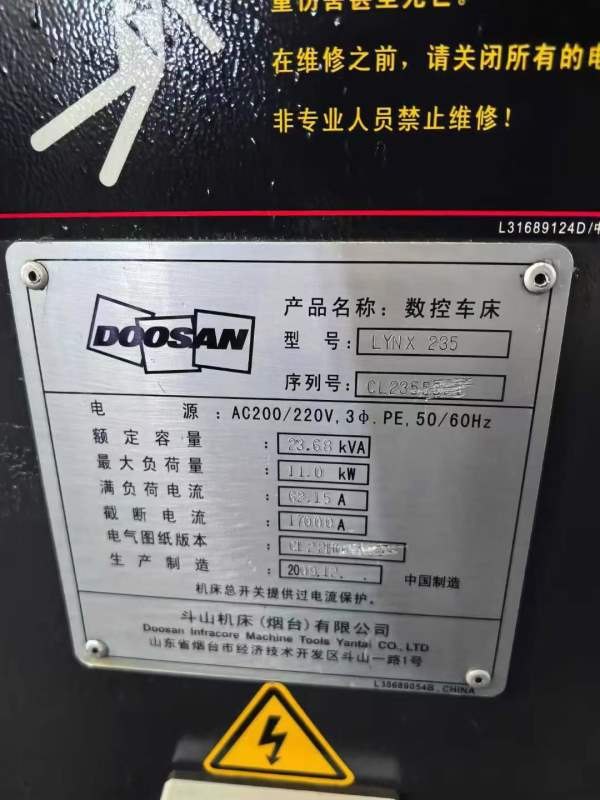 在维修之前，请关闭所有的电
非专业人员禁止维修！
L31689124D/中
DOOSAN
产品名称：数控车床
型 号：LYNX 235
序列号：
电 源：AC200/220V,3Φ.PE,50/60Hz
额定容量：23.68 kVA
最大负荷量：11.0 kW
满负荷电流：62.15 A
截断电流：17000 A
电气图纸版本：
生产制造： 中国制造
机床总开关提供过电流保护。
斗山机床(烟台)有限公司
Doosan Infracore Machine Tools Yantai CO., LTD
山东省烟台市经济技术开发区斗山一路1号
L38689054B, CHINA